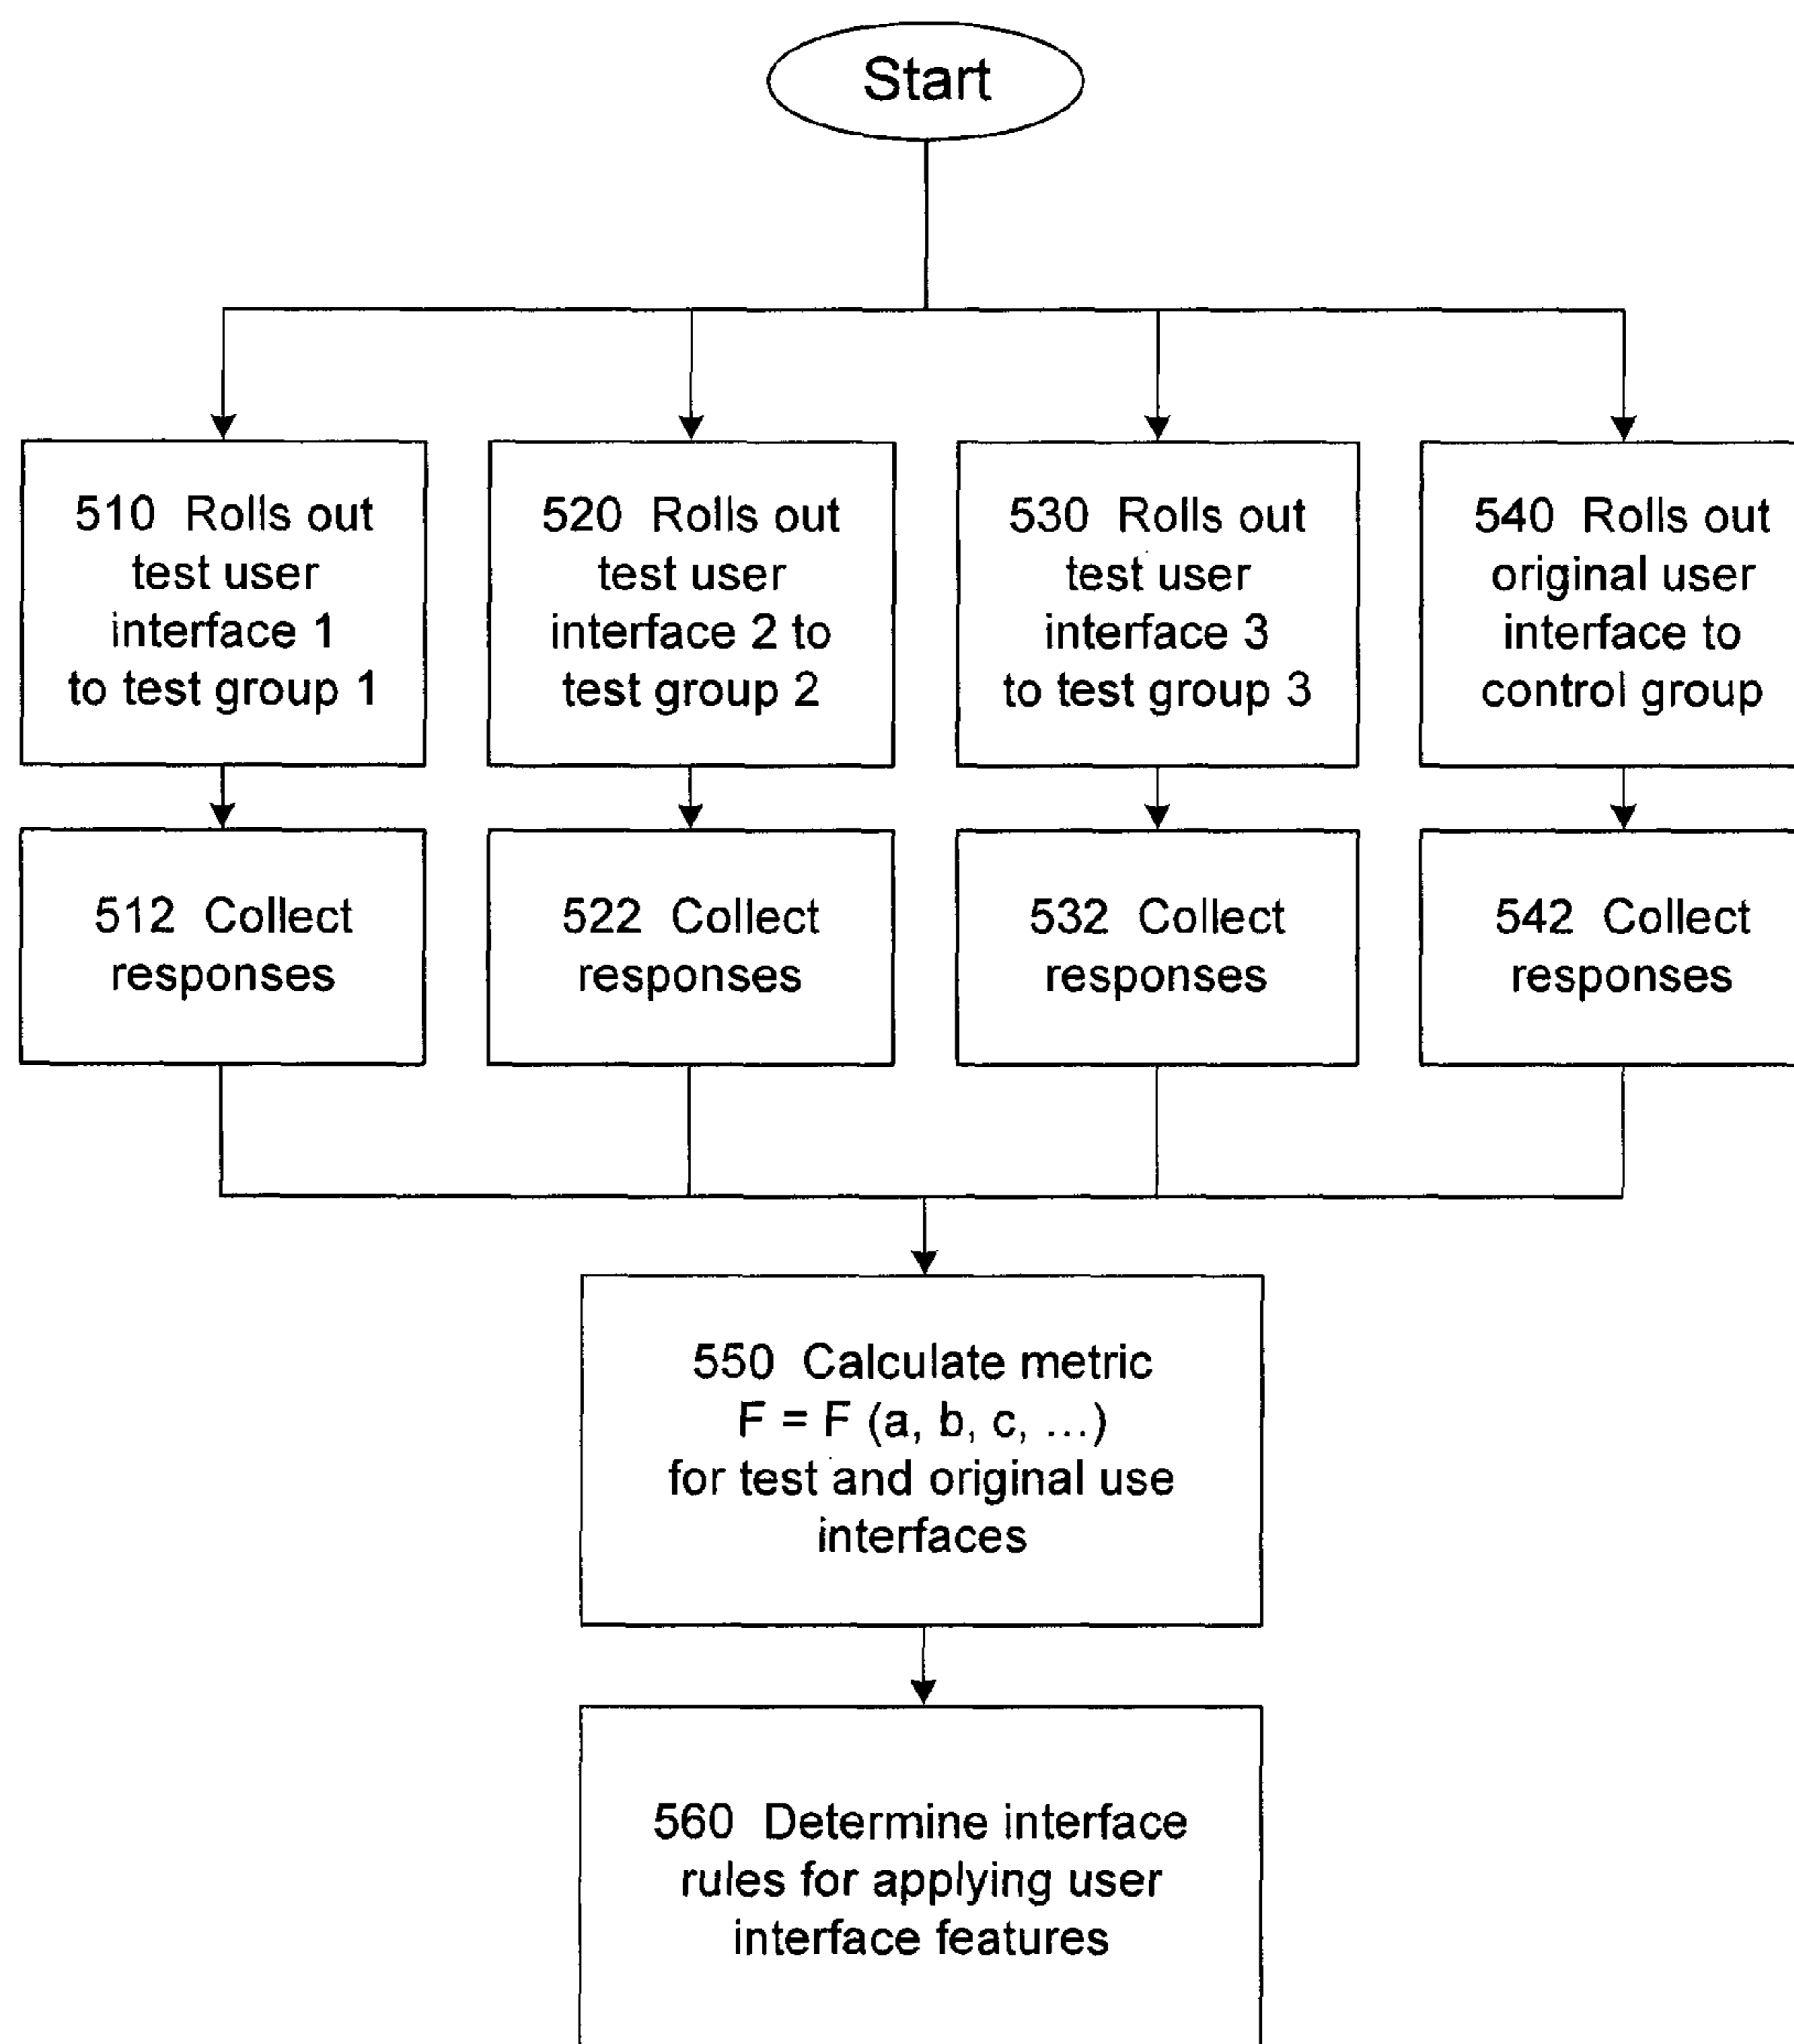 Start
510 Rolls out
test user
interface 1
to test group 1
520 Rolls out
test user
interface 2 to
test group 2
530 Rolls out
test user
interface 3
to test group 3
540 Rolls out
original user
interface to
control group
512 Collect
responses
522 Collect
responses
532 Collect
responses
542 Collect
responses
550 Calculate metric
F = F (a, b, c, ...)
for test and original use
interfaces
560 Determine interface
rules for applying user
interface features